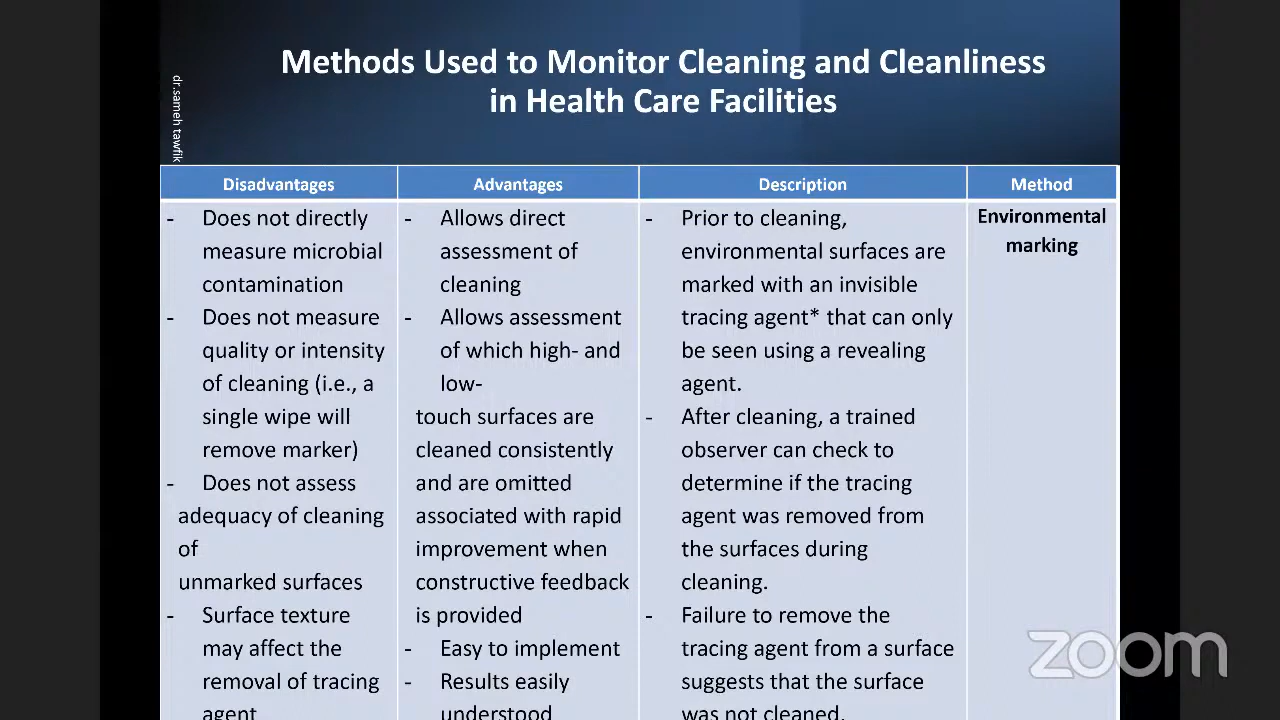 Methods Used to Monitor Cleaning and Cleanliness
in Health Care Facilities
dr.sameh tawfik
Disadvantages
Advantages
Description
Method
- Does not directly
measure microbial
contamination
- Does not measure
quality or intensity
of cleaning (i.e., a
single wipe will
remove marker)
- Does not assess
adequacy of cleaning
of
unmarked surfaces
- Surface texture
may affect the
removal of tracing
agent
- Allows direct
assessment of
cleaning
- Allows assessment
of which high- and
low-
touch surfaces are
cleaned consistently
and are omitted
associated with rapid
improvement when
constructive feedback
is provided
- Easy to implement
- Results easily
understood
- Prior to cleaning,
environmental surfaces are
marked with an invisible
tracing agent* that can only
be seen using a revealing
agent.
- After cleaning, a trained
observer can check to
determine if the tracing
agent was removed from
the surfaces during
cleaning.
- Failure to remove the
tracing agent from a surface
suggests that the surface
was not cleaned.
Environmental
marking
zoom